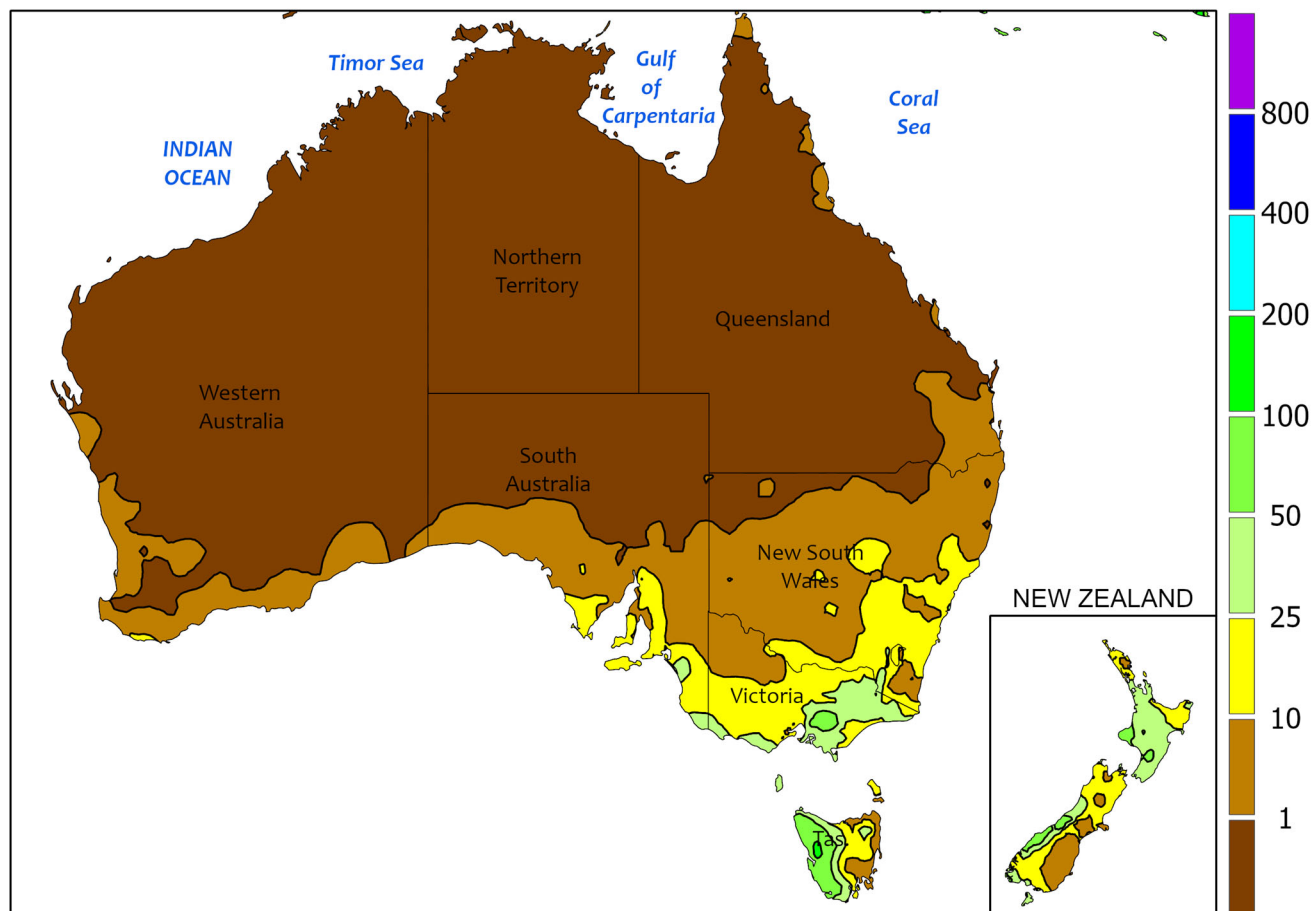 Timor Sea
Gulf
of
Carpentaria
Coral
Sea
INDIAN
OCEAN
Northern
Territory
Queensland
Western
Australia
South
Australia
New South
Wales
Victoria
Tas.
NEW ZEALAND
800
400
200
100
50
25
10
1